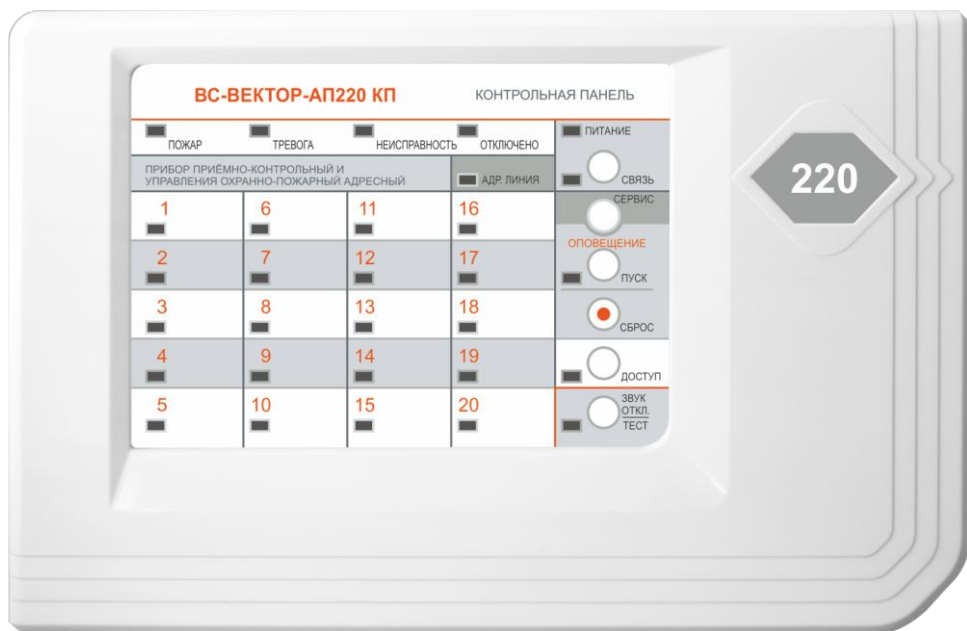 ВС-ВЕКТОР-АП220 КП
КОНТРОЛЬНАЯ ПАНЕЛЬ
ПОЖАР
ТРЕВОГА
НЕИСПРАВНОСТЬ
ОТКЛЮЧЕНО
ПИТАНИЕ
ПРИБОР ПРИЁМНО-КОНТРОЛЬНЫЙ И
УПРАВЛЕНИЯ ОХРАННО-ПОЖАРНЫЙ АДРЕСНЫЙ
АДР. ЛИНИЯ
СВЯЗЬ
220
1 6 11 16
СЕРВИС
ОПОВЕЩЕНИЕ
2 7 12 17
ПУСК
3 8 13 18
СБРОС
4 9 14 19
ДОСТУП
5 10 15 20
ЗВУК
ОТКЛ.
ТЕСТ